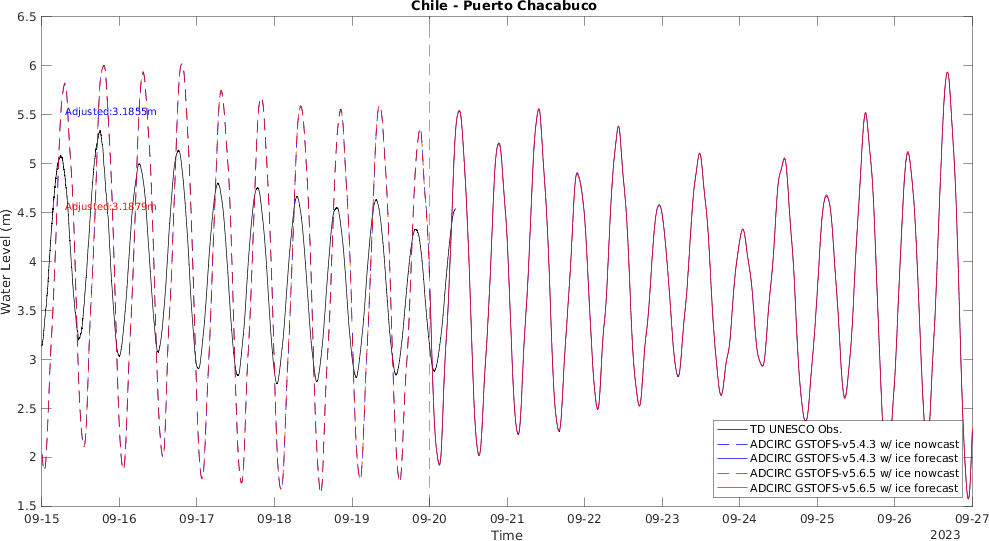 Chile - Puerto Chacabuco
6.5
6
5.5
5
4.5
4
3.5
3
2.5
2
1.5
Water Level (m)
Adjusted:3.1855m
Adjusted:3.1879m
TD UNESCO Obs.
ADCIRC GSTOFS-v5.4.3 w/ ice nowcast
ADCIRC GSTOFS-v5.4.3 w/ ice forecast
ADCIRC GSTOFS-v5.6.5 w/ ice nowcast
ADCIRC GSTOFS-v5.6.5 w/ ice forecast
09-15 09-16 09-17 09-18 09-19 09-20 09-21 09-22 09-23 09-24 09-25 09-26 09-27
Time
2023